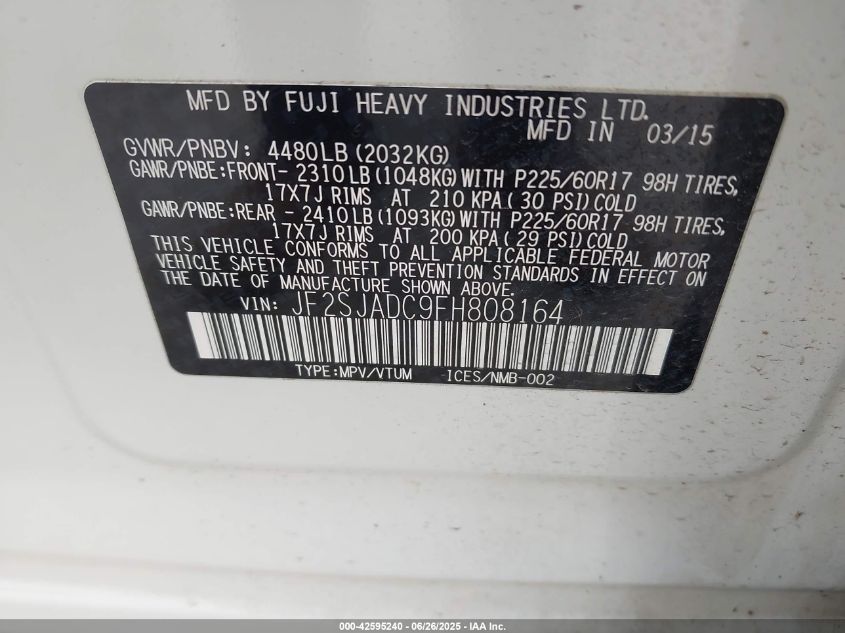 MFD BY FUJI HEAVY INDUSTRIES LTD.
MFD IN 03/15
GVWR/PNBV: 4480LB (2032KG)
GAWR/PNBE:FRONT- 2310LB (1048KG) WITH P225/60R17 98H TIRES,
17X7J RIMS AT 210 KPA( 30 PSI) COLD
GAWR/PNBE:REAR - 2410LB (1093KG) WITH P225/60R17 98H TIRES,
17X7J RIMS AT 200 KPA( 29 PSI) COLD
THIS VEHICLE CONFORMS TO ALL APPLICABLE FEDERAL MOTOR
VEHICLE SAFETY AND THEFT PREVENTION STANDARDS IN EFFECT ON
THE DATE OF MANUFACTURE SHOWN ABOVE.
VIN: JF2SJADC9FH808164
TYPE:MPV/VTUM ICES/NMB-002
000-42595240 - 06/26/2025 - IAA Inc.